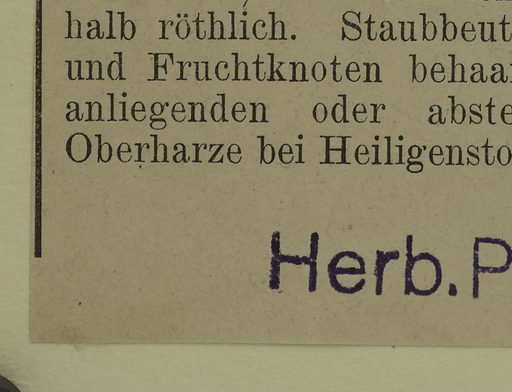 halb röthlich. Staubbeut
und Fruchtknoten behaa
anliegenden oder abste
Oberharze bei Heiligensto
Herb. P